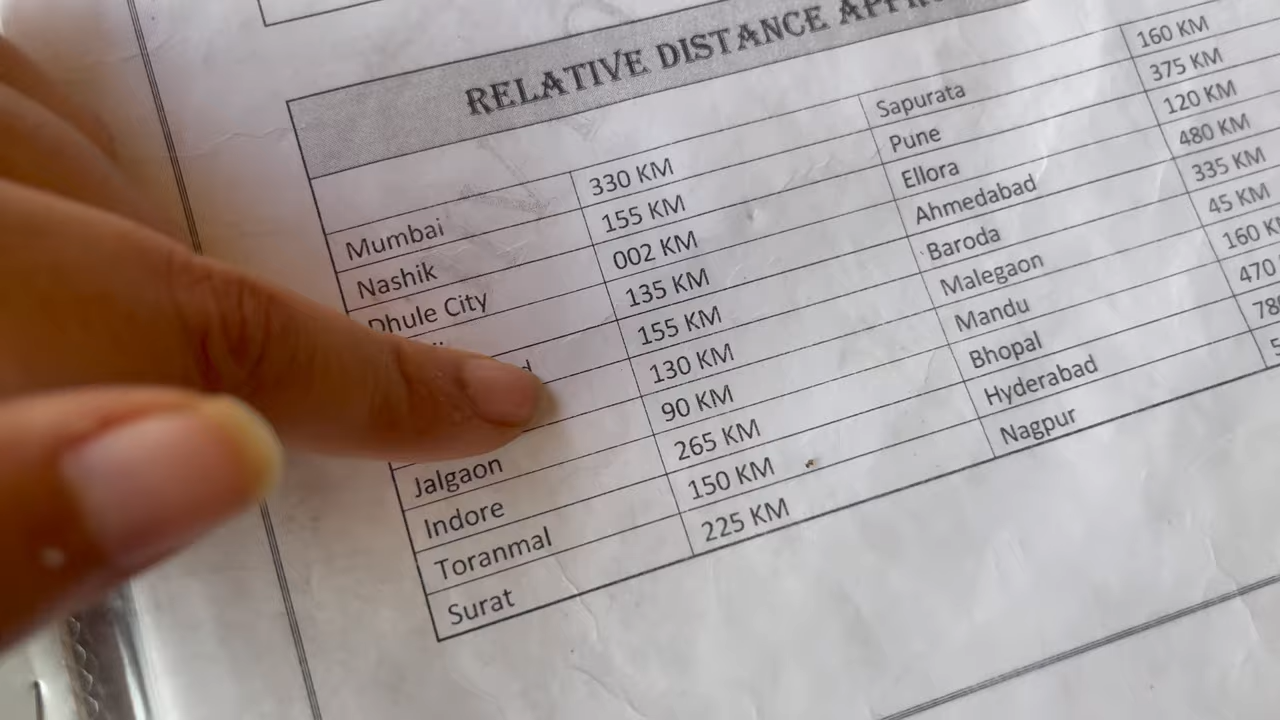 RELATIVE DISTANCE
Mumbai 330 KM Sapurata 160 KM
Nashik 155 KM Pune 375 KM
Dhule City 002 KM Ellora 120 KM
135 KM Ahmedabad 480 KM
155 KM Baroda 335 KM
130 KM Malegaon 45 KM
Jalgaon 90 KM Mandu 160
Indore 265 KM Bhopal 470
Toranmal 150 KM Hyderabad
Surat 225 KM Nagpur